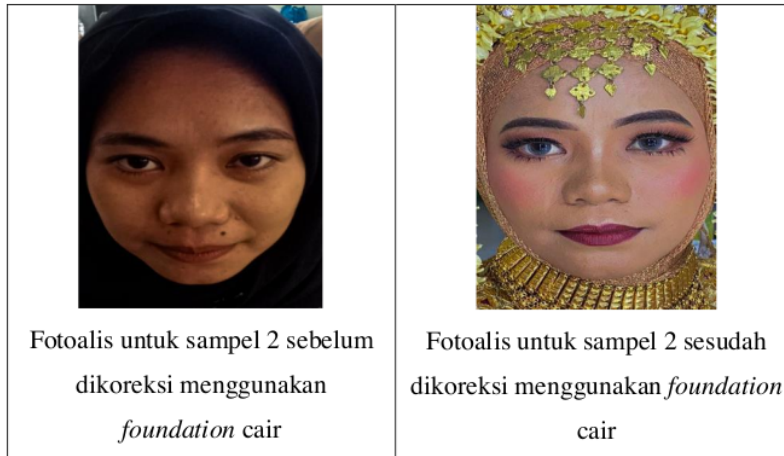 Fotoalis untuk sampel 2 sebelum
dikoreksi menggunakan
foundation cair
Fotoalis untuk sampel 2 sesudah
dikoreksi menggunakan foundation
cair